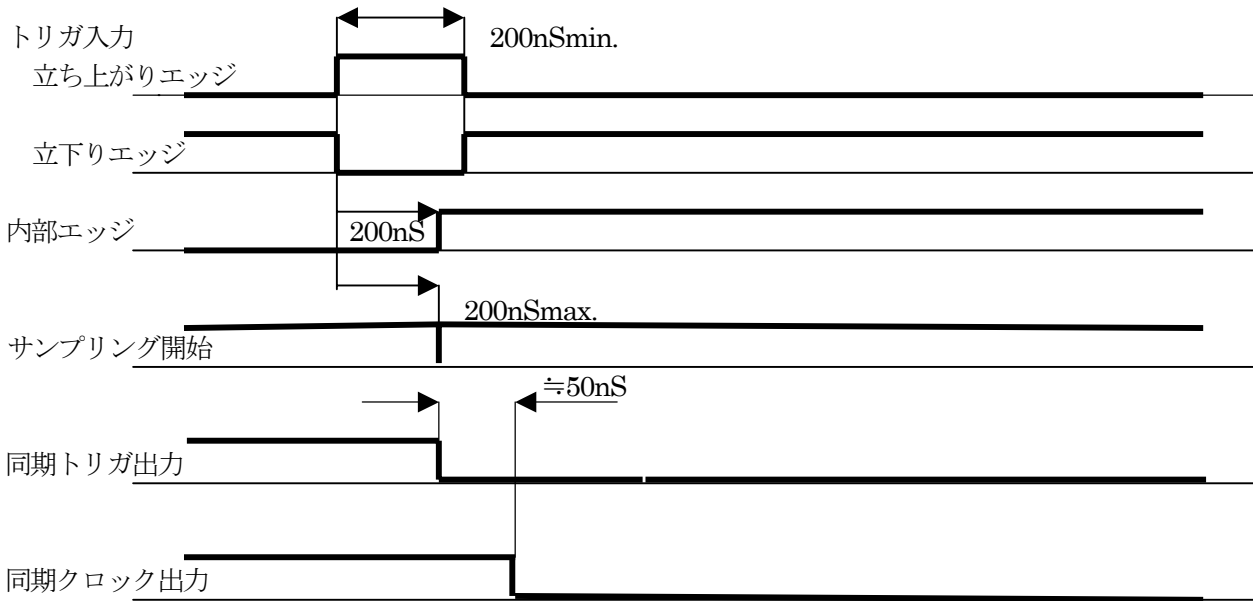 トリガ入力
200nSmin.
立ち上がりエッジ
立下りエッジ
内部エッジ
200nS
200nSmax.
サンプリング開始
≒50nS
同期トリガ出力
同期クロック出力